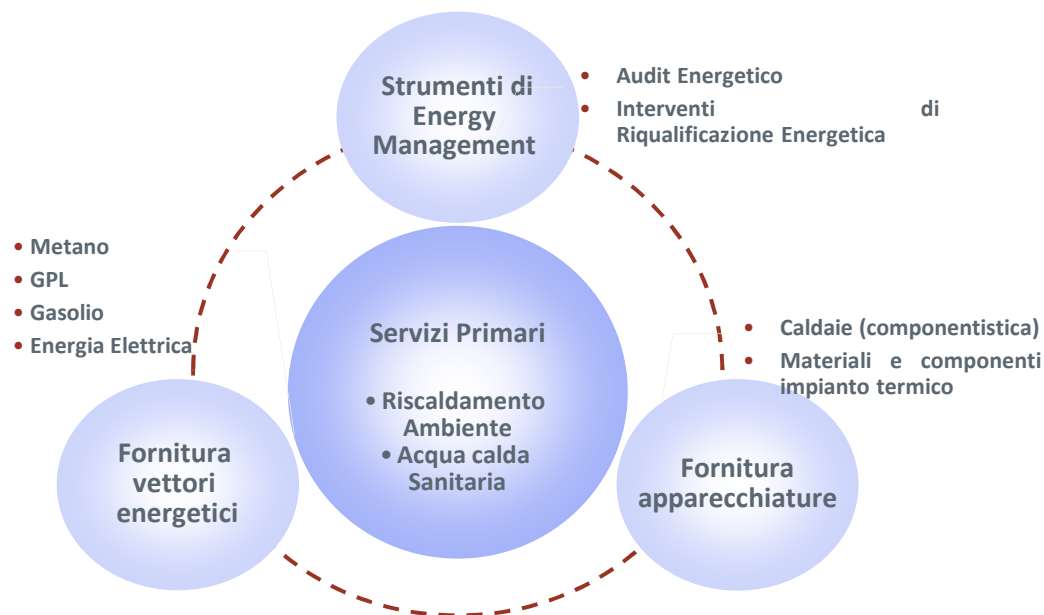 Strumenti di
Energy
Management
• Audit Energetico
• Interventi di
Riqualificazione Energetica
• Metano
• GPL
• Gasolio
• Energia Elettrica
Servizi Primari
• Riscaldamento
Ambiente
• Acqua calda
Sanitaria
• Caldaie (componentistica)
• Materiali e componenti
impianto termico
Fornitura
vettori
energetici
Fornitura
apparecchiature